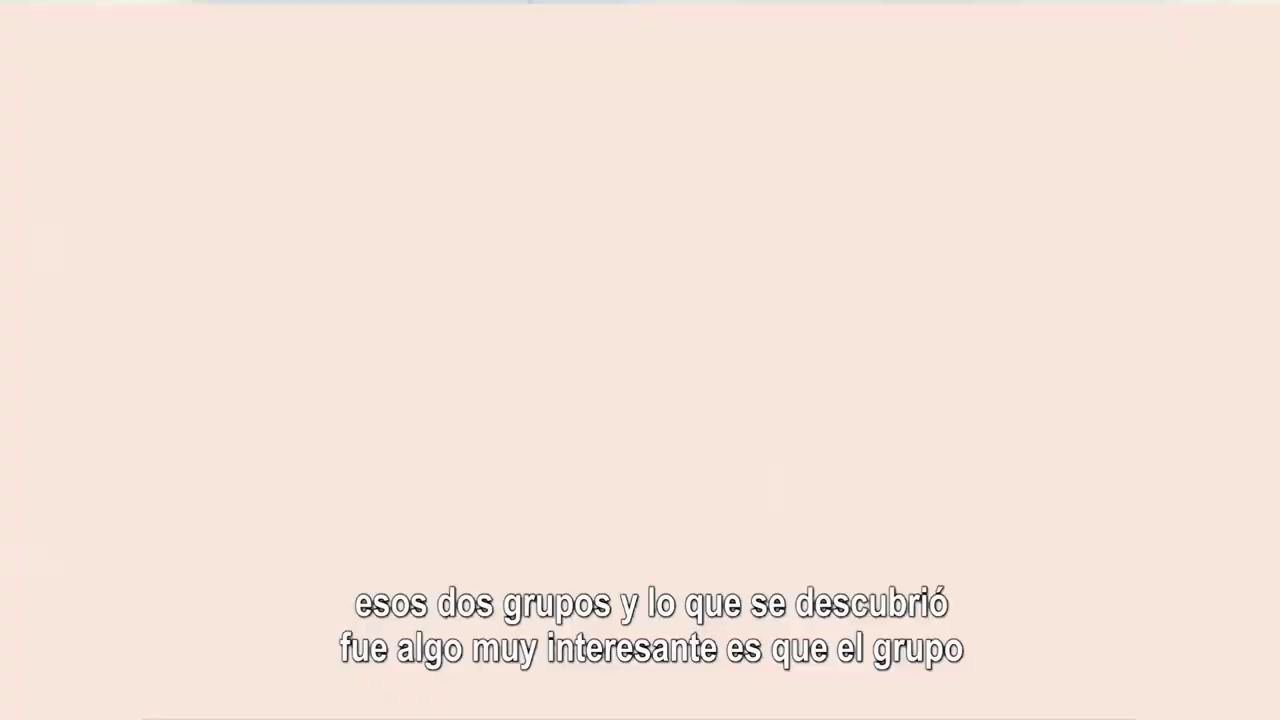 esos dos grupos y lo que se descubrió
fue algo muy interesante es que el grupo